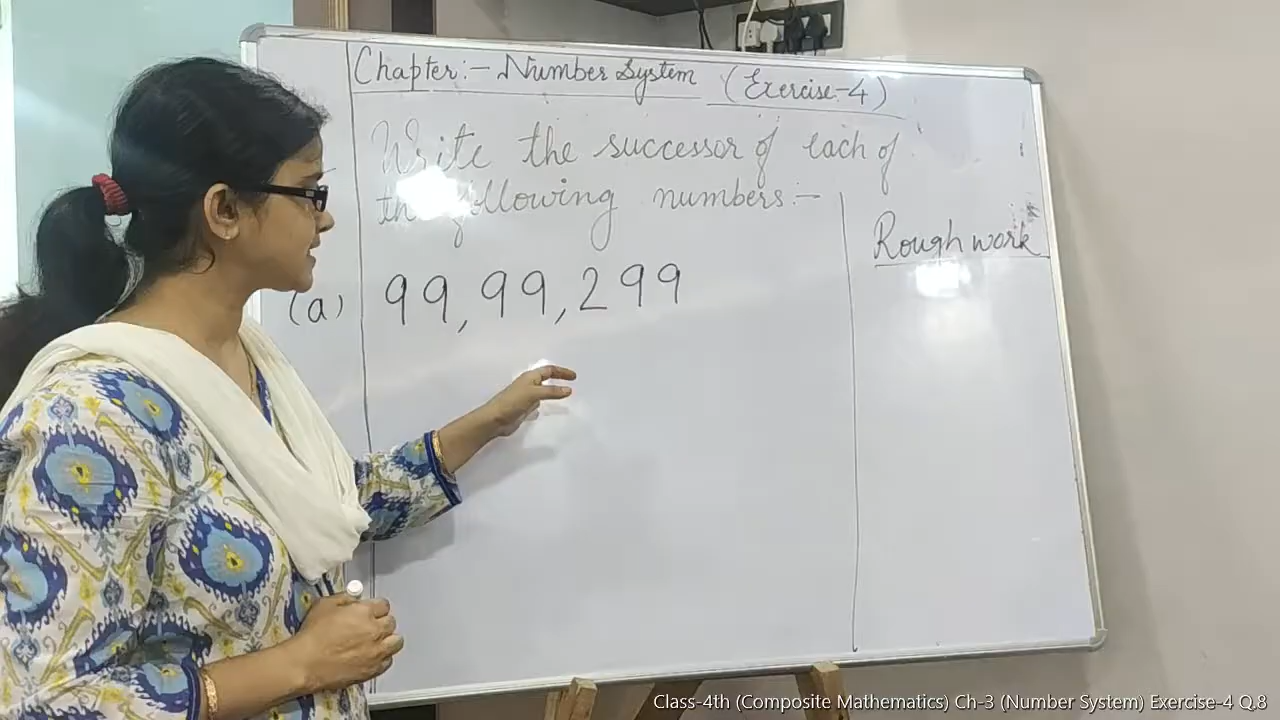 Chapter:- Number System (Exercise-4)
Write the successor of each of
the following numbers:-
Rough work
(a) 99,99,299
Class-4th (Composite Mathematics) Ch-3 (Number System) Exercise-4 Q.8